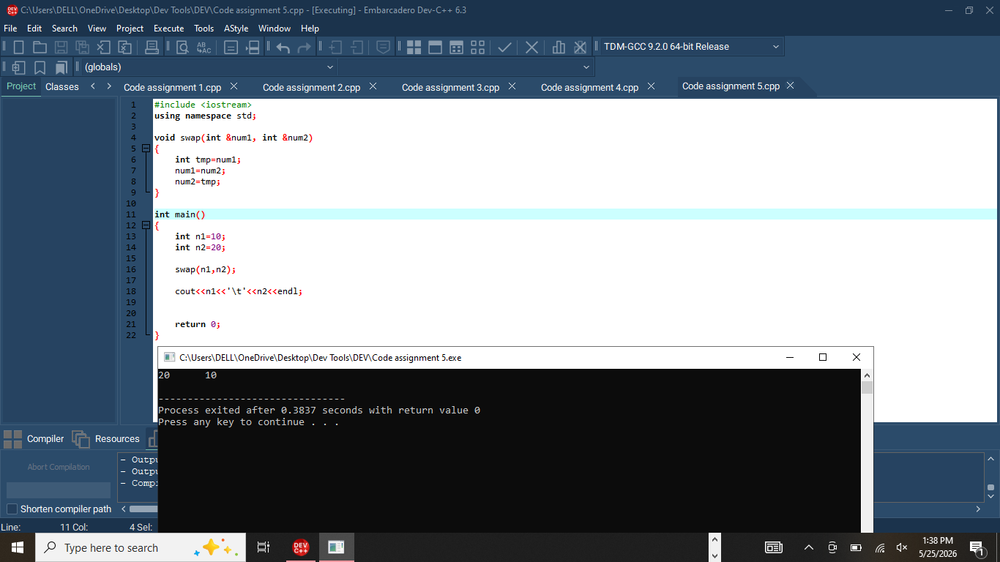 C:\Users\DELL\OneDrive\Desktop\Dev Tools\DEV\Code assignment 5.cpp - [Executing] - Embarcadero Dev-C++ 6.3
File Edit Search View Project Execute Tools AStyle Window Help
TDM-GCC 9.2.0 64-bit Release
(globals)
Project Classes Code assignment 1.cpp Code assignment 2.cpp Code assignment 3.cpp Code assignment 4.cpp Code assignment 5.cpp
1 #include <iostream>
2 using namespace std;
3
4 void swap(int &num1, int &num2)
5 {
6 int tmp=num1;
7 num1=num2;
8 num2=tmp;
9 }
10
11 int main()
12 {
13 int n1=10;
14 int n2=20;
15
16 swap(n1,n2);
17
18 cout<<n1<<'\t'<<n2<<endl;
19
20
21 return 0;
22 }
C:\Users\DELL\OneDrive\Desktop\Dev Tools\DEV\Code assignment 5.exe
20 10
--------------------------------
Process exited after 0.3837 seconds with return value 0
Press any key to continue . . .
Compiler Resources
Abort Compilation
- Outpu
- Outpu
- Compi
Shorten compiler path
Line: 11 Col: 4 Sel:
Type here to search
DEV C++
1:38 PM
5/25/2026
1